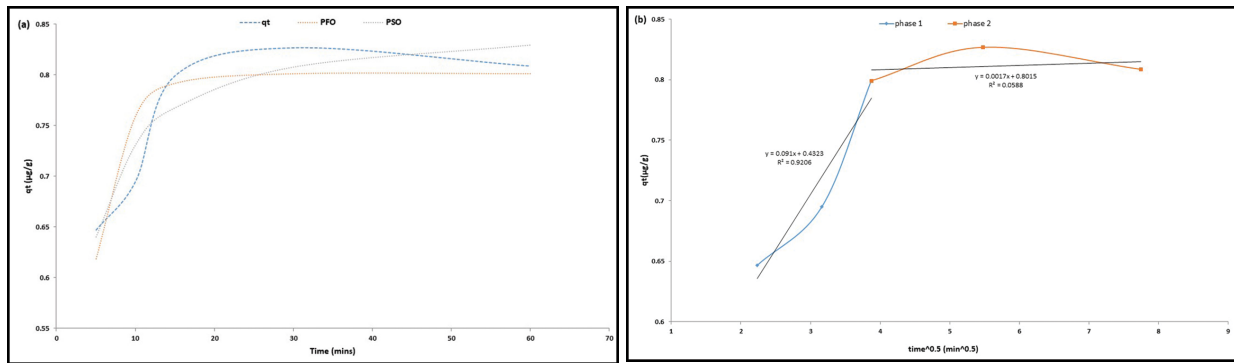 (a)
qt PFO PSO
0.85
0.8
0.75
0.7
0.65
0.6
0.55
qt (µg/g)
0 10 20 30 40 50 60 70
Time (mins)
(b)
phase 1 phase 2
0.85
0.8
0.75
0.7
0.65
0.6
qt(µg/g)
y = 0.0017x + 0.8015
R² = 0.0588
y = 0.091x + 0.4323
R² = 0.9206
1 2 3 4 5 6 7 8 9
time^0.5 (min^0.5)